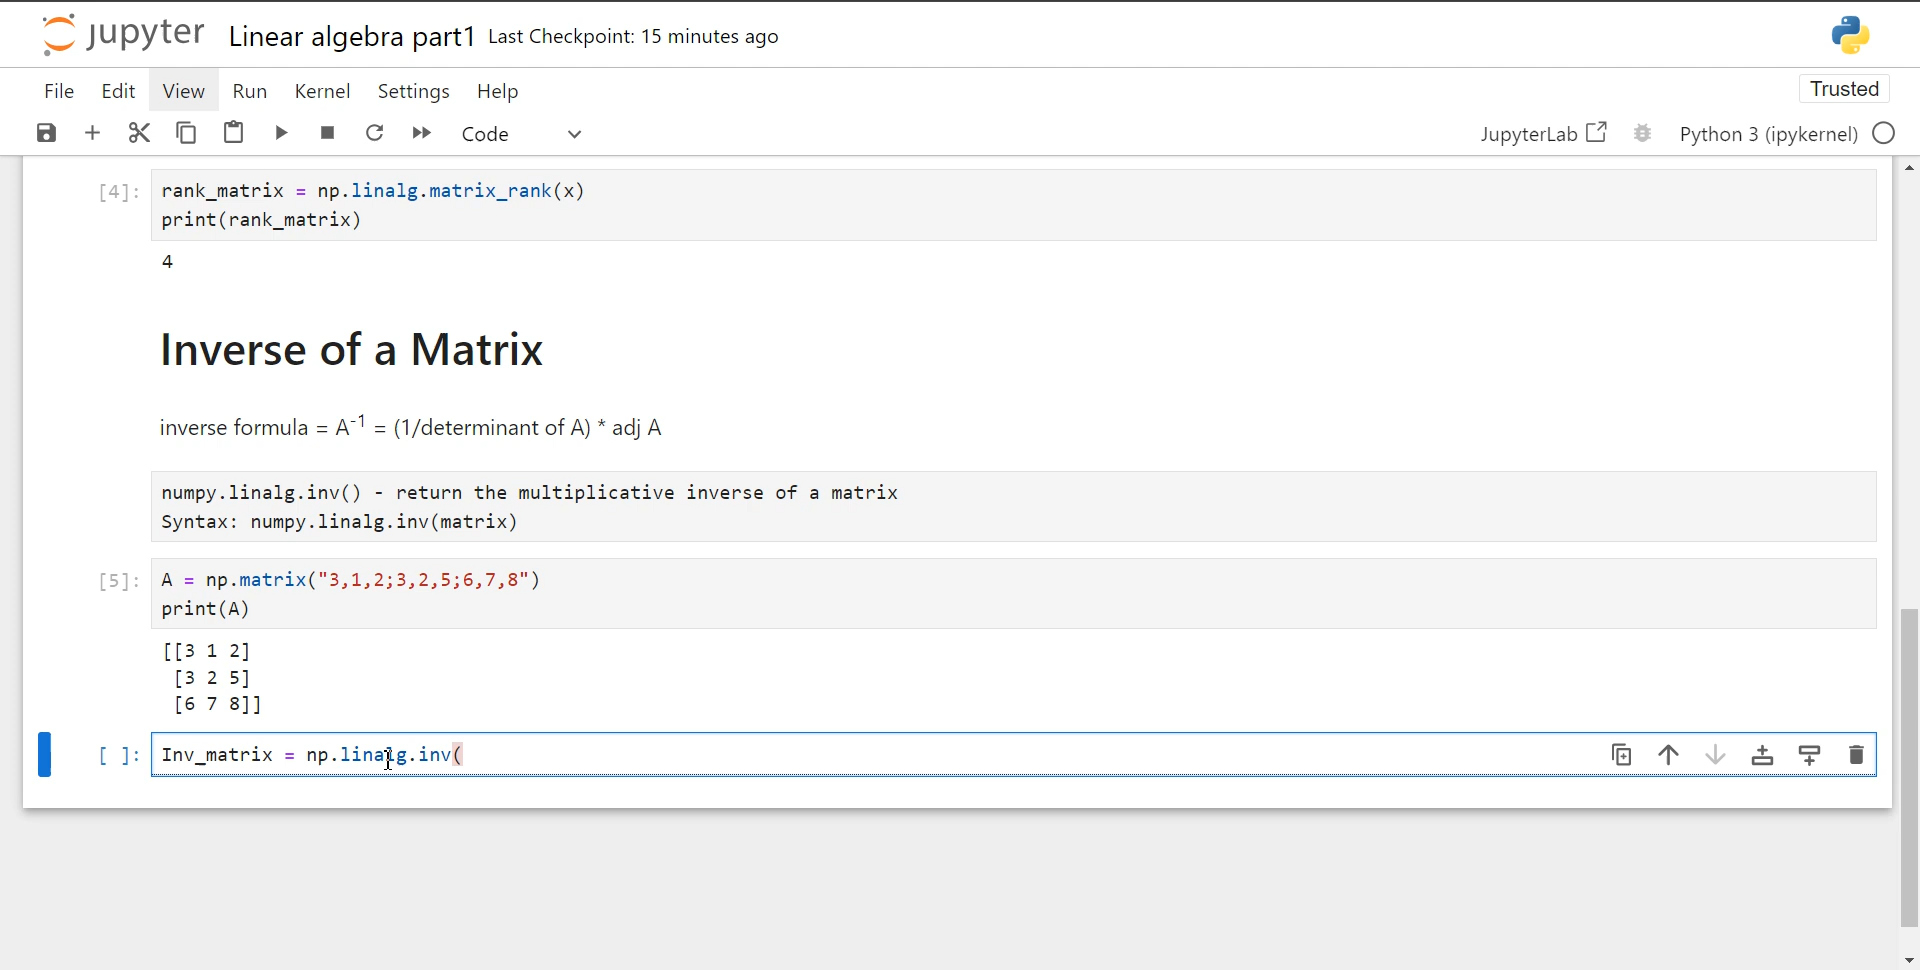 jupyter Linear algebra part1 Last Checkpoint: 15 minutes ago
File Edit View Run Kernel Settings Help Trusted
Code JupyterLab Python 3 (ipykernel)
[4]: rank_matrix = np.linalg.matrix_rank(x)
print(rank_matrix)
4
Inverse of a Matrix
inverse formula = A⁻¹ = (1/determinant of A) * adj A
numpy.linalg.inv() - return the multiplicative inverse of a matrix
Syntax: numpy.linalg.inv(matrix)
[5]: A = np.matrix("3,1,2;3,2,5;6,7,8")
print(A)
[[3 1 2]
[3 2 5]
[6 7 8]]
[ ]: Inv_matrix = np.linalg.inv(